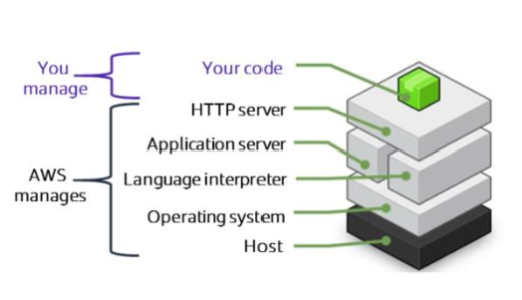 You
manage
Your code
HTTP server
Application server
AWS
manages
Language interpreter
Operating system
Host